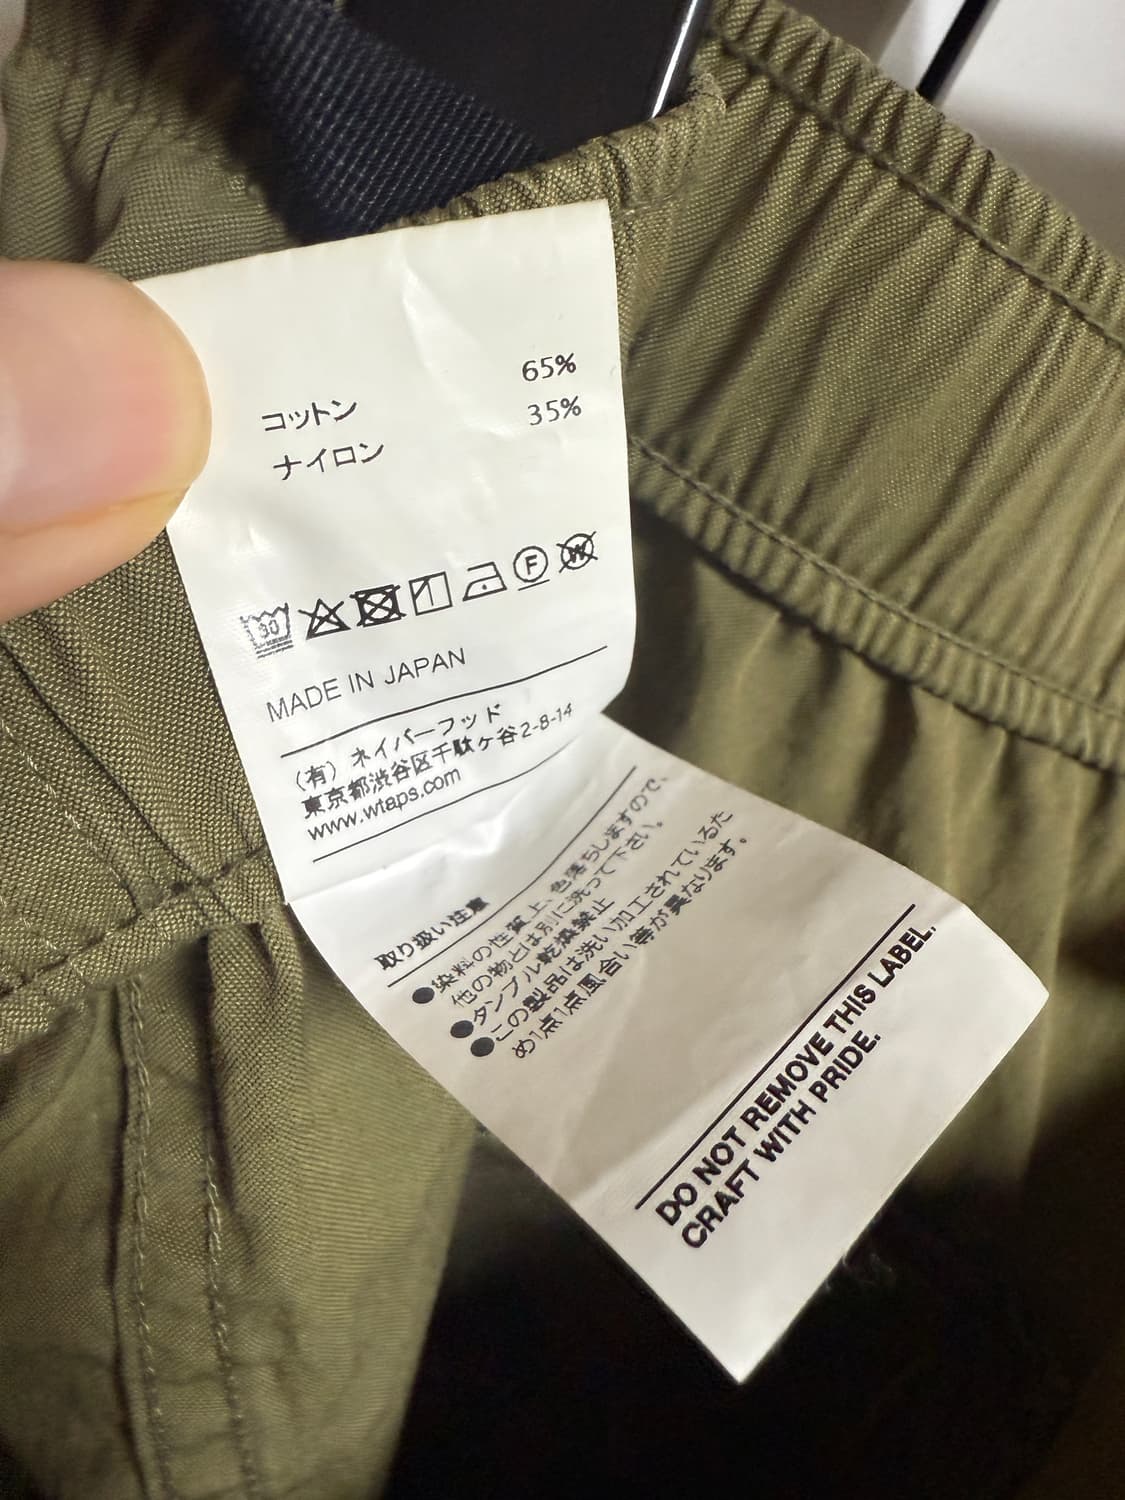 65%
コットン 35%
ナイロン
30
F
W
MADE IN JAPAN
(有) ネイバーフッド
東京都渋谷区千駄ヶ谷2-8-14
www.wtaps.com
取り扱い注意
●染料の性質上、色落ちしますので、
他の物とは別に洗って下さい。
●タンブル乾燥禁止
●この製品は洗い加工されているた
め1点1点風合い等が異なります。
DO NOT REMOVE THIS LABEL.
CRAFT WITH PRIDE.